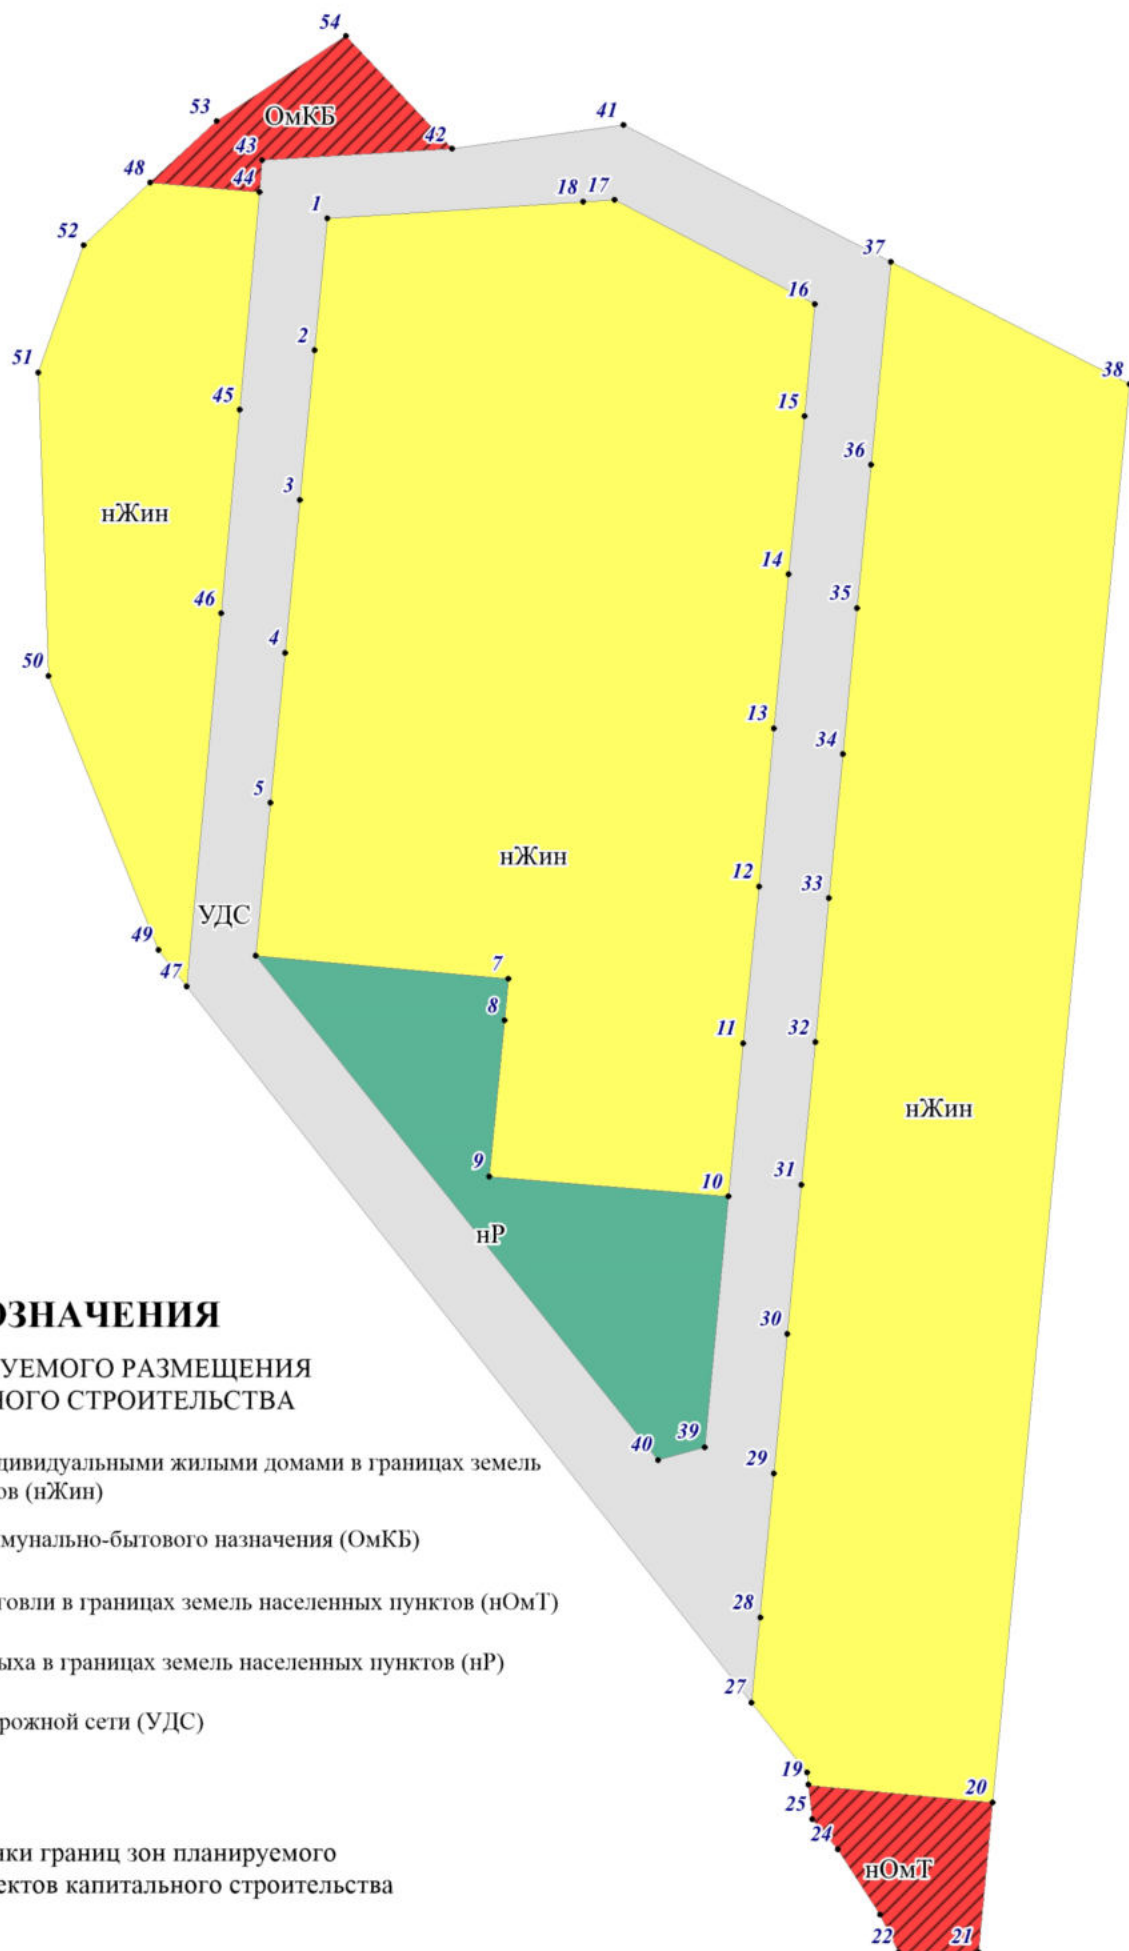 54
53
ОмКБ
41
42
43
48
44
18 17
1
52
37
16
2
51
38
45
15
36
3
нЖин
14
35
46
4
50
13
34
5
нЖин
12
33
УДС
49
7
47
8
11
32
нЖин
9
10
31
нР
ОЗНАЧЕНИЯ
30
УЕМОГО РАЗМЕЩЕНИЯ
НОГО СТРОИТЕЛЬСТВА
40
39
29
дивидуальными жилыми домами в границах земель
ов (нЖин)
мунально-бытового назначения (ОмКБ)
28
говли в границах земель населенных пунктов (нОмТ)
ыха в границах земель населенных пунктов (нР)
27
рожной сети (УДС)
19
20
25
24
нки границ зон планируемого
нОмТ
ектов капитального строительства
22
21